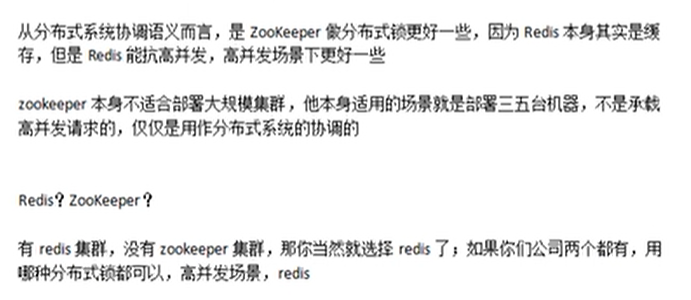 从分布式系统协调语义而言，是 ZooKeeper 做分布式锁更好一些，因为 Redis 本身其实是缓
存，但是 Redis 能抗高并发，高并发场景下更好一些
zookeeper 本身不适合部署大规模集群，他本身适用的场景就是部署三五台机器，不是承载
高并发请求的，仅仅是用作分布式系统的协调的
Redis？ZooKeeper？
有 redis 集群，没有 zookeeper 集群，那你当然就选择 redis 了；如果你们公司两个都有，用
哪种分布式锁都可以，高并发场景，redis